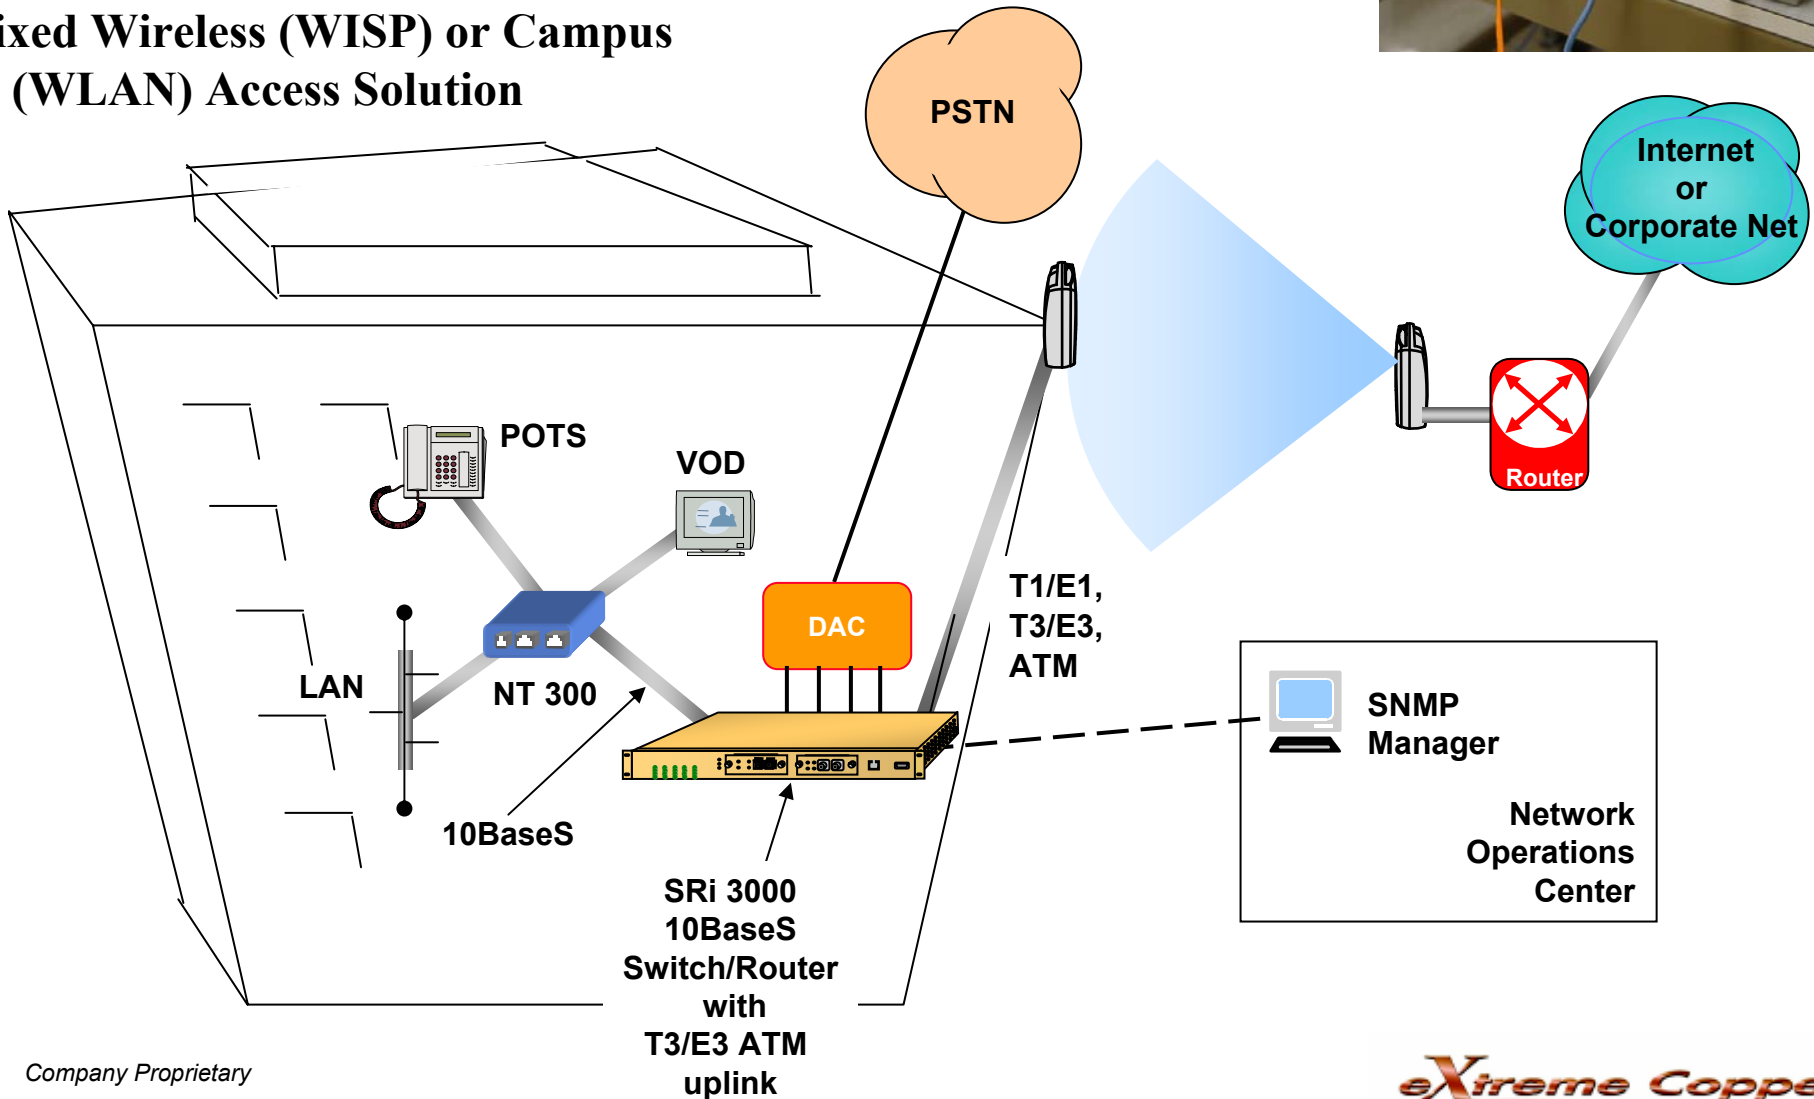 ixed Wireless (WISP) or Campus
(WLAN) Access Solution
PSTN
Internet
or
Corporate Net
POTS
VOD
Router
T1/E1,
T3/E3,
ATM
DAC
LAN
NT 300
SNMP
Manager
10BaseS
Network
Operations
Center
SRi 3000
10BaseS
Switch/Router
with
T3/E3 ATM
uplink
Company Proprietary
eXtreme Coppe